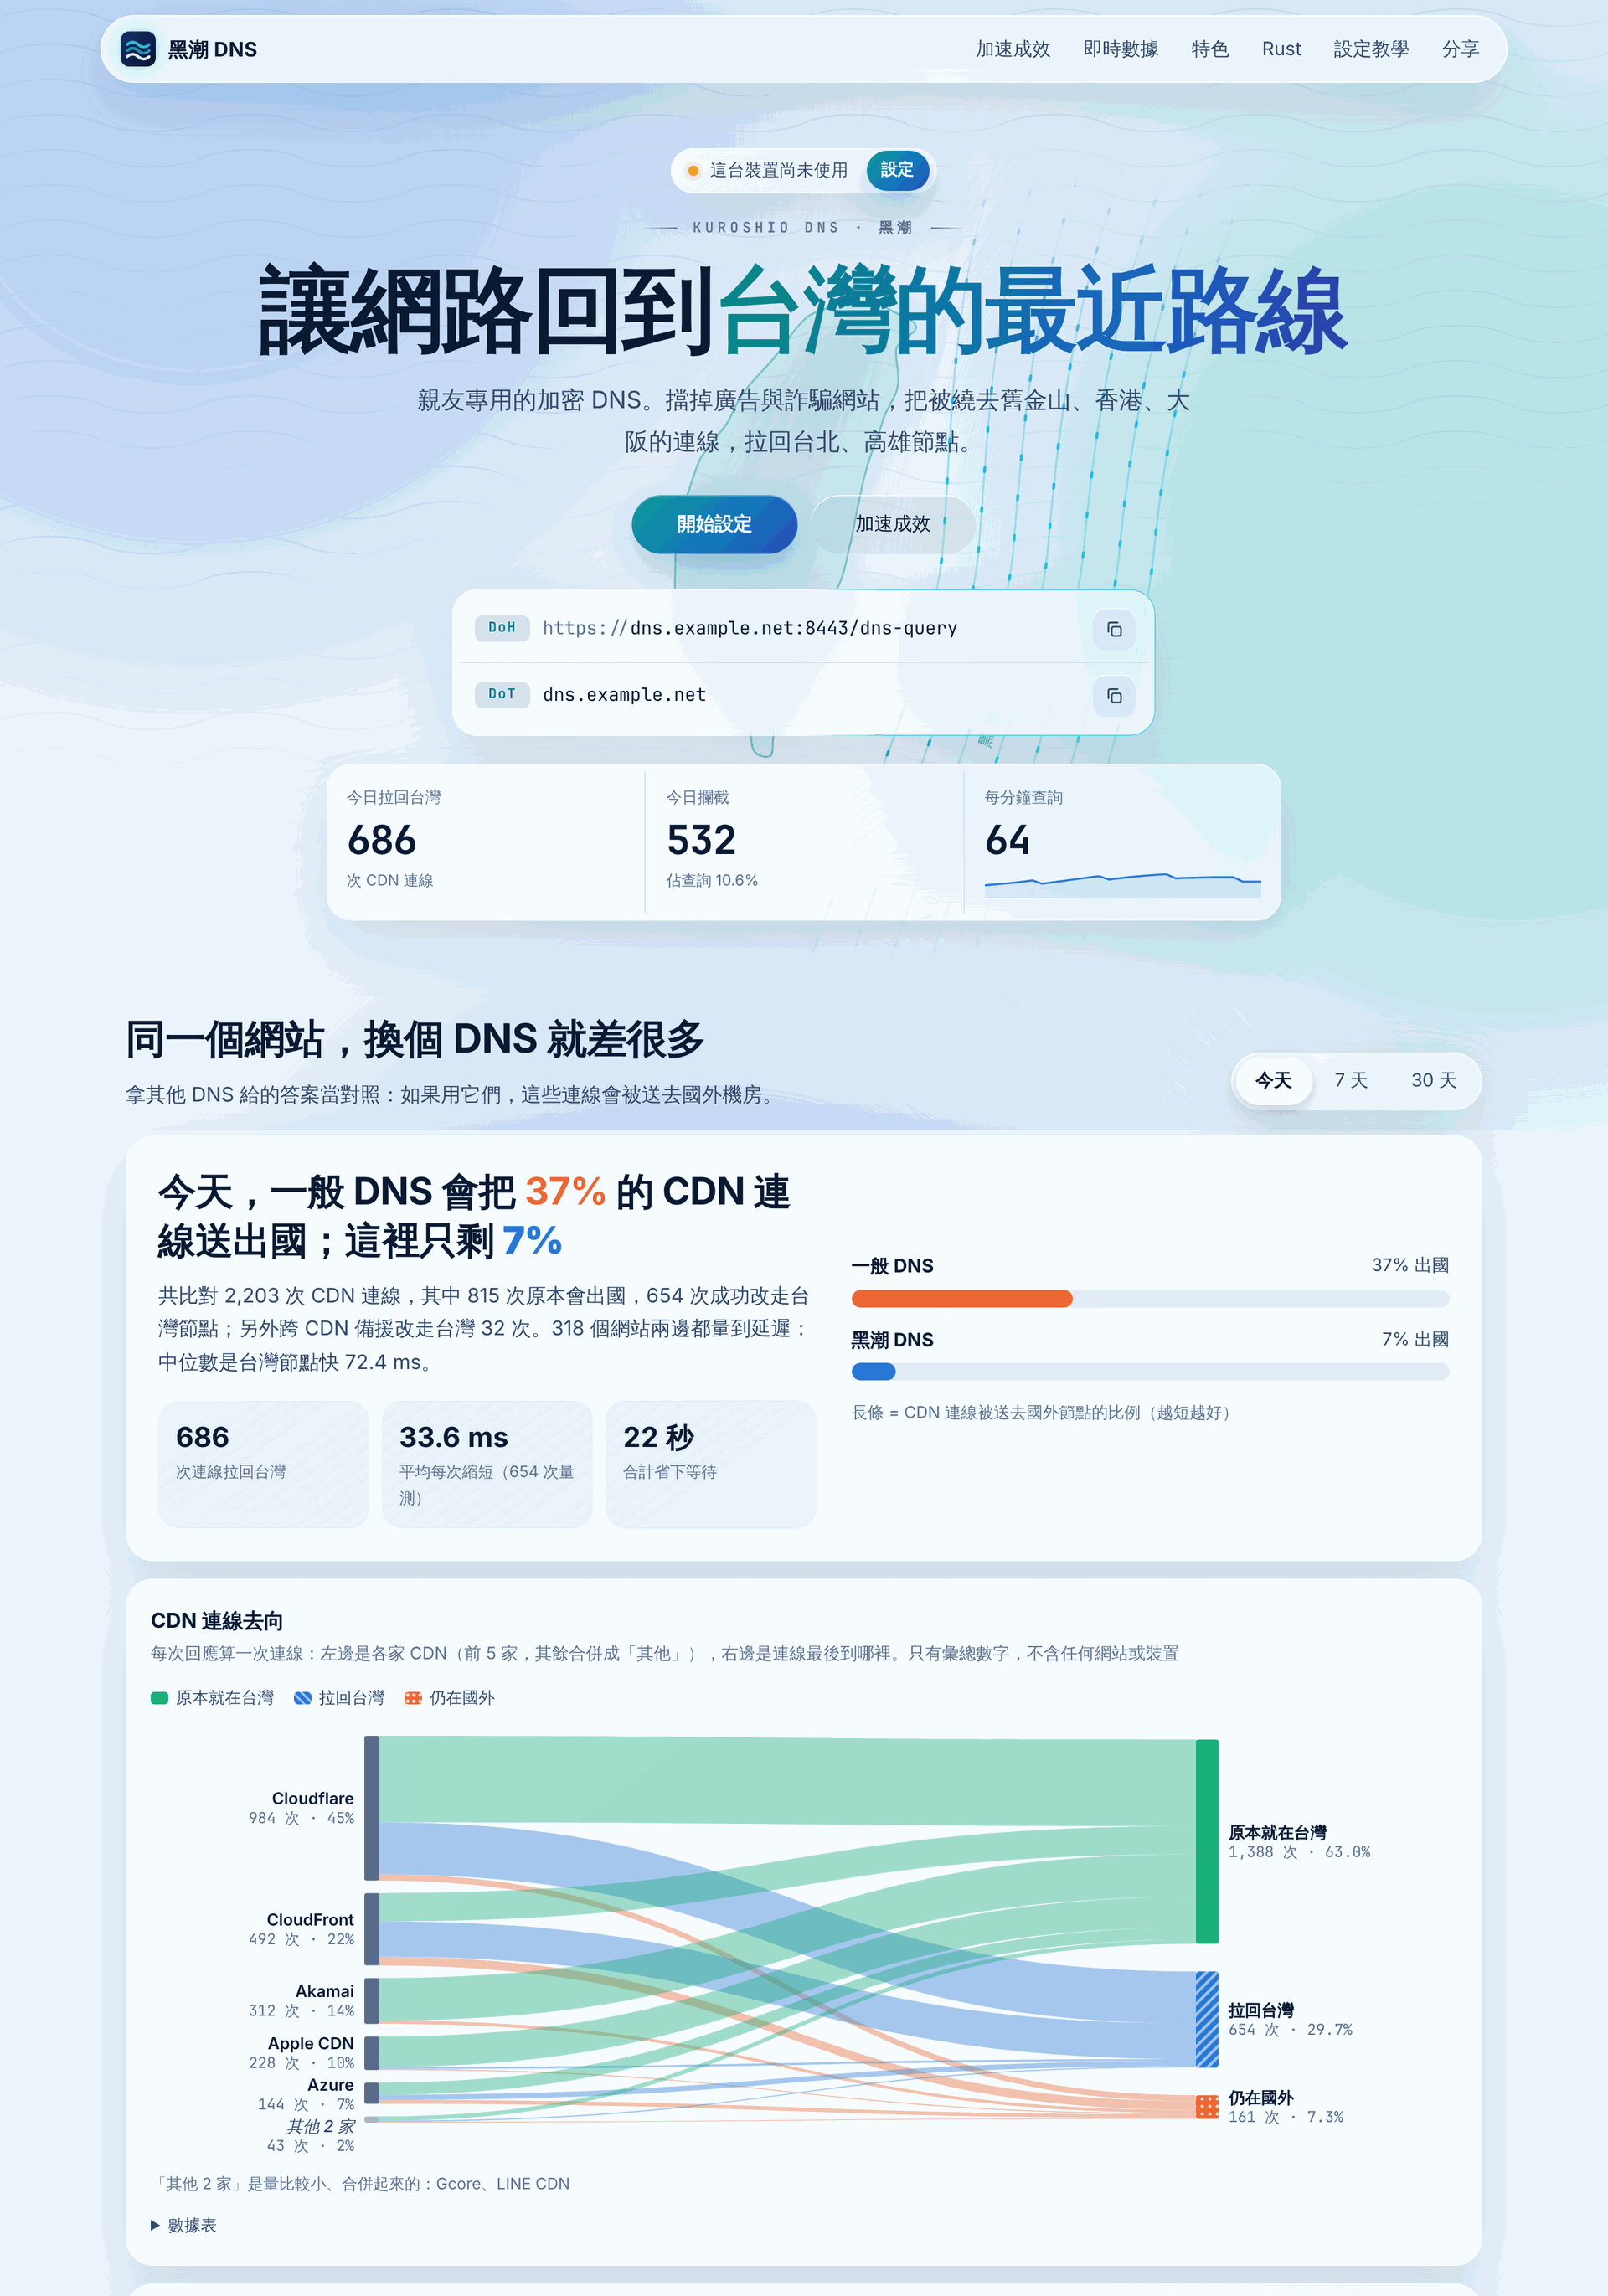 黑潮 DNS
加速成效 即時數據 特色 Rust 設定教學 分享
這台裝置尚未使用 設定
KUROSHIO DNS · 黑潮
讓網路回到台灣的最近路線
親友專用的加密 DNS。擋掉廣告與詐騙網站，把被繞去舊金山、香港、大
阪的連線，拉回台北、高雄節點。
開始設定 加速成效
DoH https://dns.example.net:8443/dns-query
DoT dns.example.net
今日拉回台灣
686
次 CDN 連線
今日攔截
532
佔查詢 10.6%
每分鐘查詢
64
同一個網站，換個 DNS 就差很多
拿其他 DNS 給的答案當對照：如果用它們，這些連線會被送去國外機房。
今天 7 天 30 天
今天，一般 DNS 會把 37% 的 CDN 連
線送出國；這裡只剩 7%
共比對 2,203 次 CDN 連線，其中 815 次原本會出國，654 次成功改走台
灣節點；另外跨 CDN 備援改走台灣 32 次。318 個網站兩邊都量到延遲：
中位數是台灣節點快 72.4 ms。
686
次連線拉回台灣
33.6 ms
平均每次縮短（654 次量
測）
22 秒
合計省下等待
一般 DNS 37% 出國
黑潮 DNS 7% 出國
長條 = CDN 連線被送去國外節點的比例（越短越好）
CDN 連線去向
每次回應算一次連線：左邊是各家 CDN（前 5 家，其餘合併成「其他」），右邊是連線最後到哪裡。只有彙總數字，不含任何網站或裝置
原本就在台灣 拉回台灣 仍在國外
Cloudflare
984 次 · 45%
CloudFront
492 次 · 22%
Akamai
312 次 · 14%
Apple CDN
228 次 · 10%
Azure
144 次 · 7%
其他 2 家
43 次 · 2%
原本就在台灣
1,388 次 · 63.0%
拉回台灣
654 次 · 29.7%
仍在國外
161 次 · 7.3%
「其他 2 家」是量比較小、合併起來的：Gcore、LINE CDN
▶ 數據表